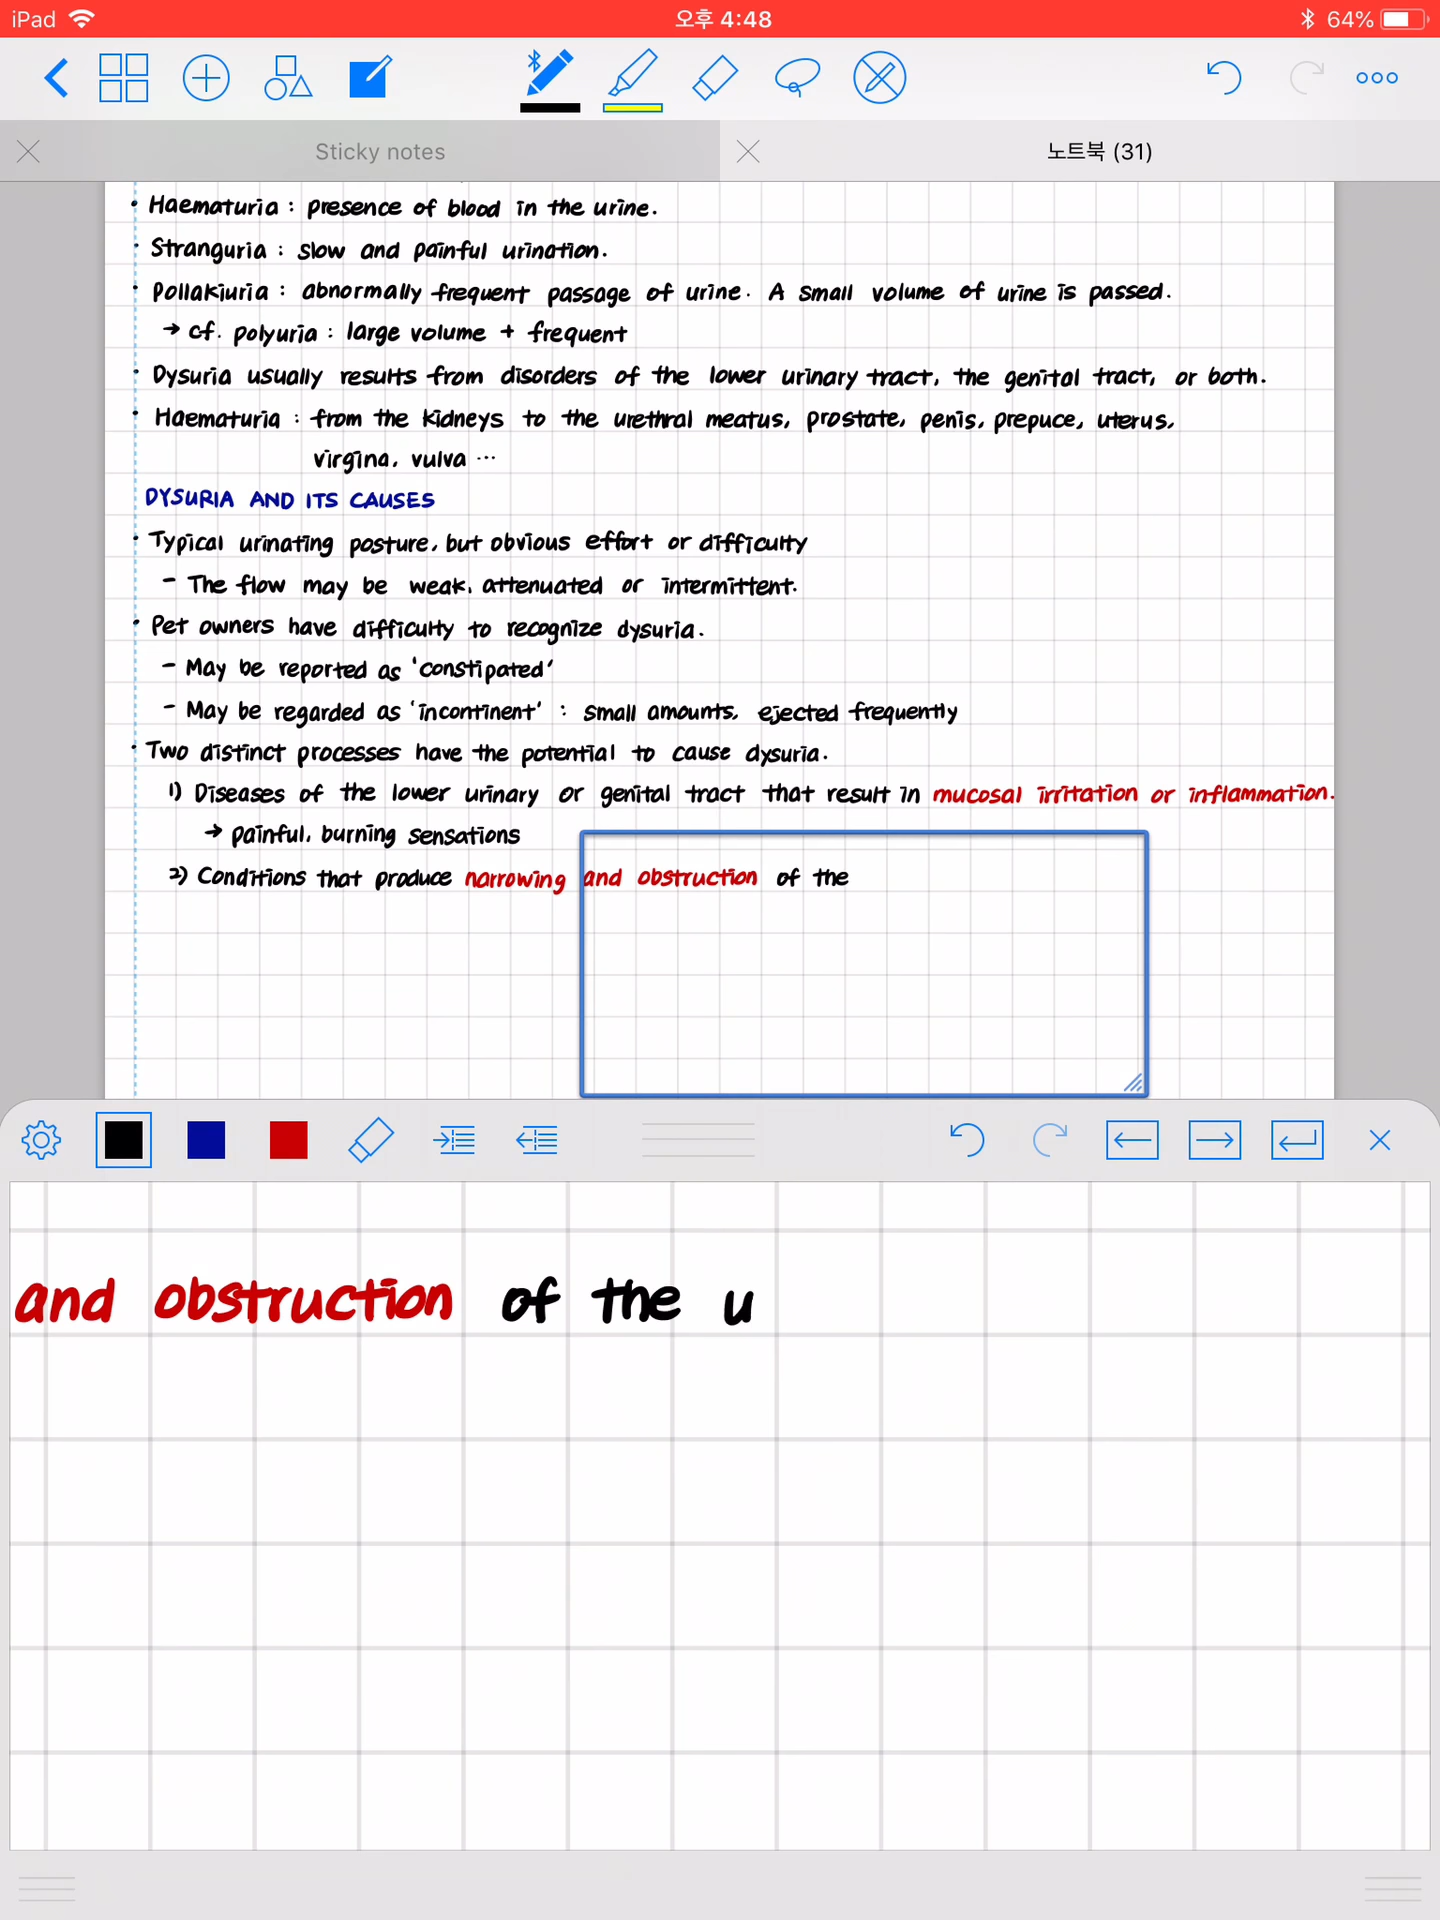 iPad 오후 4:48 64%
Sticky notes 노트북 (31)
• Haematuria : presence of blood in the urine.
• Stranguria : slow and painful urination.
• Pollakiuria : abnormally frequent passage of urine. A small volume of urine is passed.
→ cf. polyuria : large volume + frequent
• Dysuria usually results from disorders of the lower urinary tract, the genital tract, or both.
• Haematuria : from the kidneys to the urethral meatus, prostate, penis, prepuce, uterus,
virgina, vulva ...
DYSURIA AND ITS CAUSES
• Typical urinating posture, but obvious effort or difficulty
- The flow may be weak, attenuated or intermittent.
• Pet owners have difficulty to recognize dysuria.
- May be reported as 'constipated'
- May be regarded as 'incontinent' : small amounts, ejected frequently
• Two distinct processes have the potential to cause dysuria.
1) Diseases of the lower urinary or genital tract that result in mucosal irritation or inflammation.
→ painful, burning sensations
2) Conditions that produce narrowing and obstruction of the
and obstruction of the u